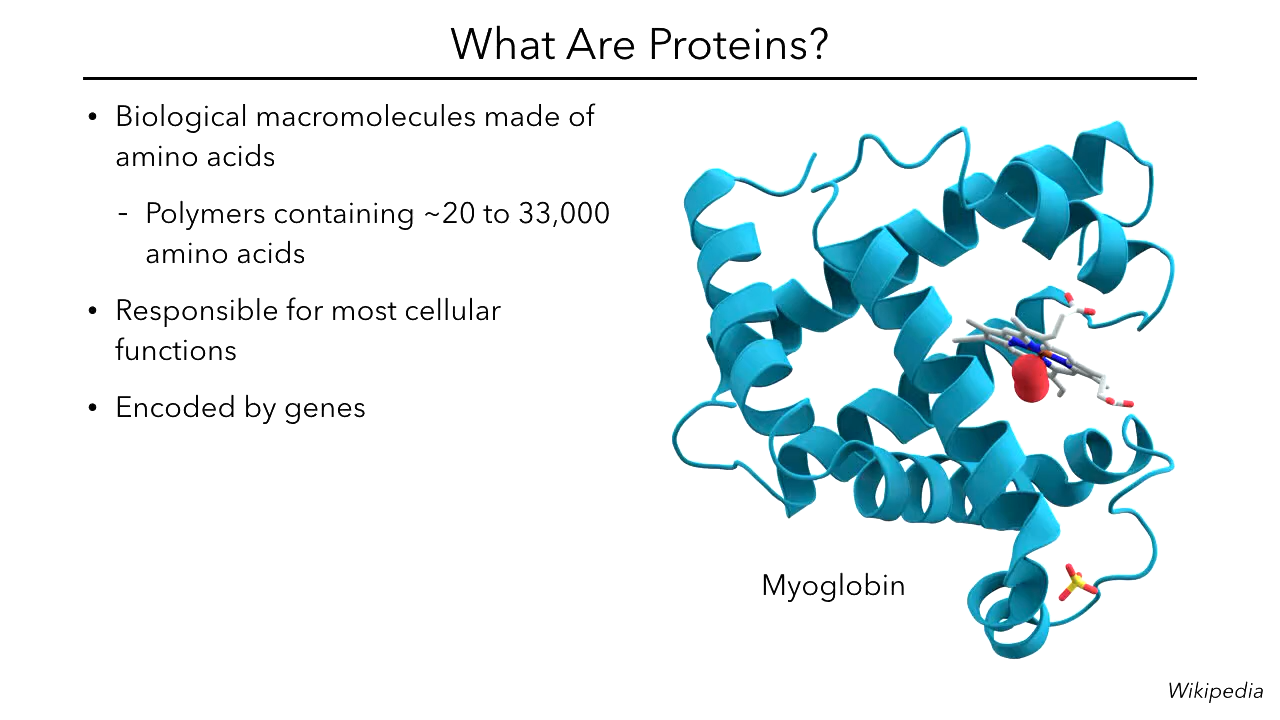 What Are Proteins?
• Biological macromolecules made of
amino acids
- Polymers containing ~20 to 33,000
amino acids
• Responsible for most cellular
functions
• Encoded by genes
Myoglobin
Wikipedia